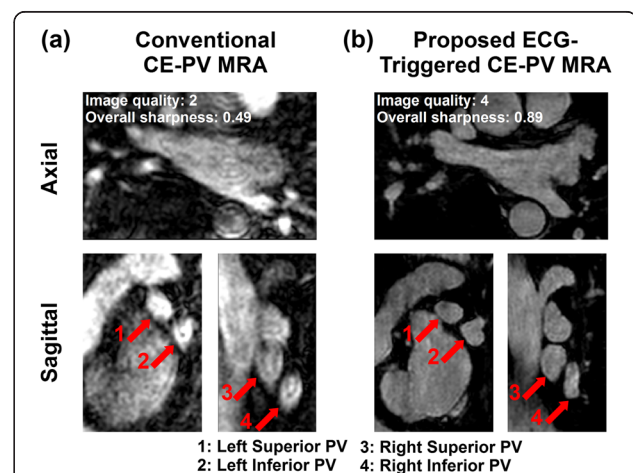 (a) Conventional
CE-PV MRA
(b) Proposed ECG-
Triggered CE-PV MRA
Axial
Image quality: 2
Overall sharpness: 0.49
Image quality: 4
Overall sharpness: 0.89
Sagittal
1
2
3
4
1
2
3
4
1: Left Superior PV 3: Right Superior PV
2: Left Inferior PV 4: Right Inferior PV